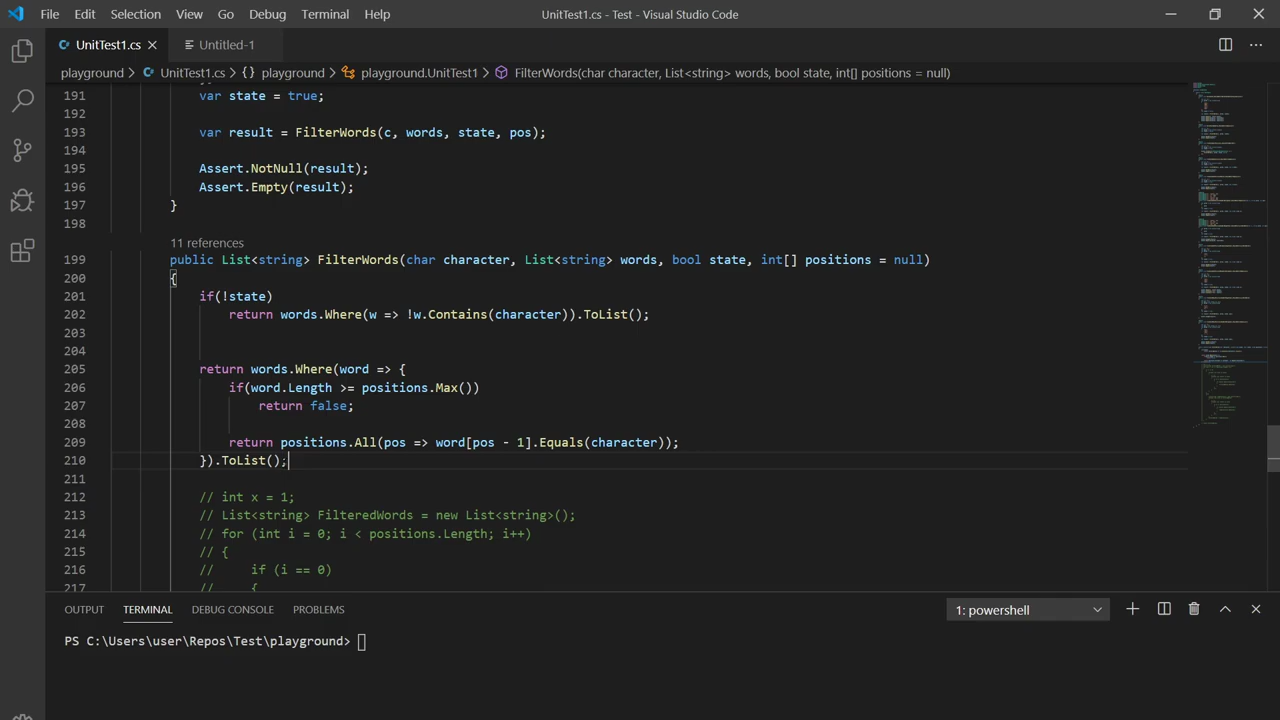 File Edit Selection View Go Debug Terminal Help UnitTest1.cs - Test - Visual Studio Code
UnitTest1.cs Untitled-1
playground > UnitTest1.cs > {} playground > playground.UnitTest1 > FilterWords(char character, List<string> words, bool state, int[] positions = null)
191 var state = true;
192
193 var result = FilterWords(c, words, state, pos);
194
195 Assert.NotNull(result);
196 Assert.Empty(result);
197 }
198
11 references
199 public List<string> FilterWords(char character, List<string> words, bool state, int[] positions = null)
200 {
201 if(!state)
202 return words.Where(w => !w.Contains(character)).ToList();
203
204
205 return words.Where(word => {
206 if(word.Length >= positions.Max())
207 return false;
208
209 return positions.All(pos => word[pos - 1].Equals(character));
210 }).ToList();
211
212 // int x = 1;
213 // List<string> FilteredWords = new List<string>();
214 // for (int i = 0; i < positions.Length; i++)
215 // {
216 // if (i == 0)
217 // {
OUTPUT TERMINAL DEBUG CONSOLE PROBLEMS 1: powershell
PS C:\Users\user\Repos\Test\playground>